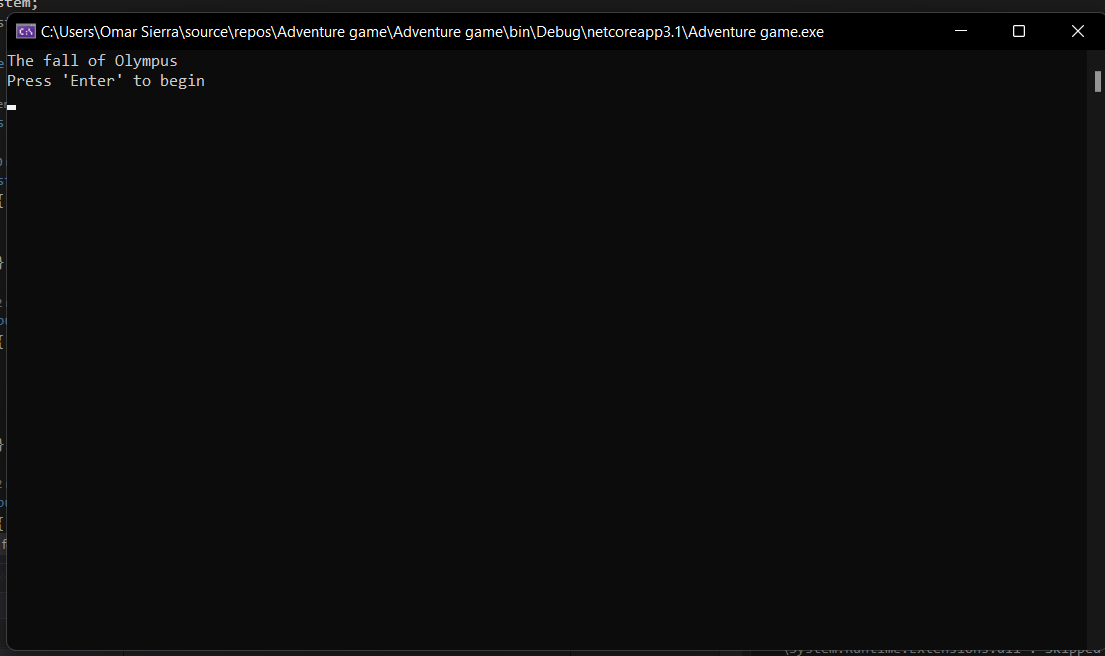 stem;
C:\Users\Omar Sierra\source\repos\Adventure game\Adventure game\bin\Debug\netcoreapp3.1\Adventure game.exe
The fall of Olympus
Press 'Enter' to begin
{
}
{
}
{
\System.Runtime.Extensions.dll'. Skipped